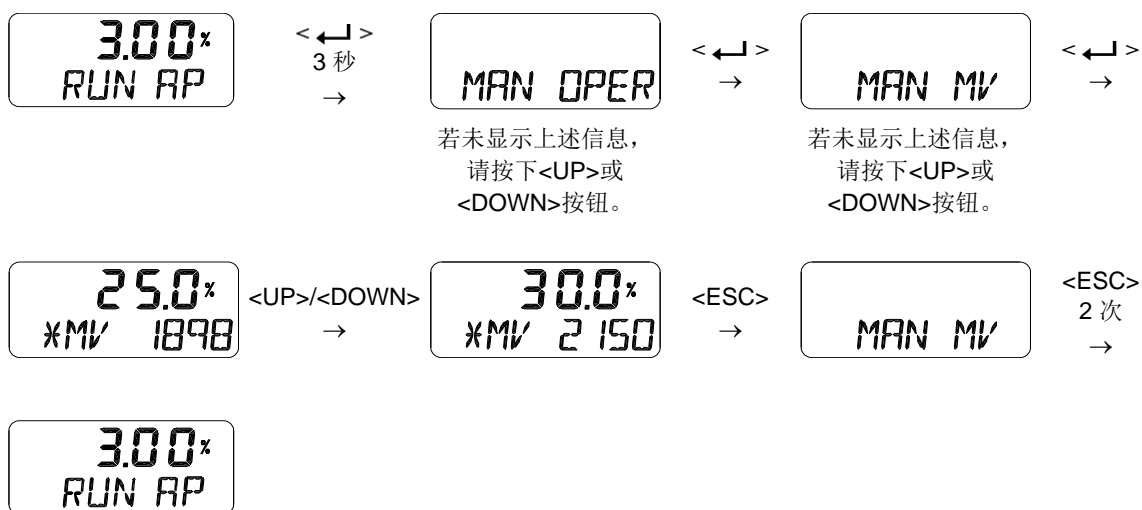 3.00%
RUN AP
< ↵ >
3 秒
→
MAN OPER
若未显示上述信息，
请按下<UP>或
<DOWN>按钮。
< ↵ >
→
MAN MV
若未显示上述信息，
请按下<UP>或
<DOWN>按钮。
< ↵ >
→
25.0%
*MV 1898
<UP>/<DOWN>
→
30.0%
*MV 2150
<ESC>
→
MAN MV
<ESC>
2 次
→
3.00%
RUN AP